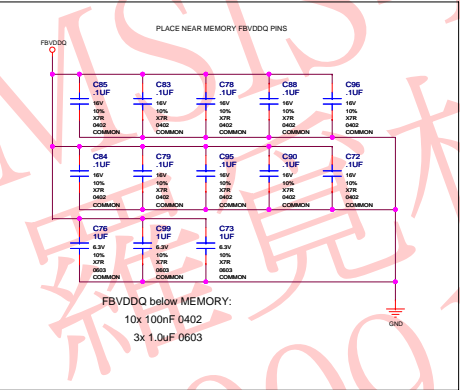 PLACE NEAR MEMORY FBVDDQ PINS
FBVDDQ
C85 C83 C78 C88 C96
.1UF .1UF .1UF .1UF .1UF
16V 16V 16V 16V 16V
10% 10% 10% 10% 10%
X7R X7R X7R X7R X7R
0402 0402 0402 0402 0402
COMMON COMMON COMMON COMMON COMMON
C84 C79 C95 C90 C72
.1UF .1UF .1UF .1UF .1UF
16V 16V 16V 16V 16V
10% 10% 10% 10% 10%
X7R X7R X7R X7R X7R
0402 0402 0402 0402 0402
COMMON COMMON COMMON COMMON COMMON
C76 C99 C73
1UF 1UF 1UF
6.3V 6.3V 6.3V
10% 10% 10%
X7R X7R X7R
0603 0603 0603
COMMON COMMON COMMON
FBVDDQ below MEMORY:
10x 100nF 0402
3x 1.0uF 0603
GND